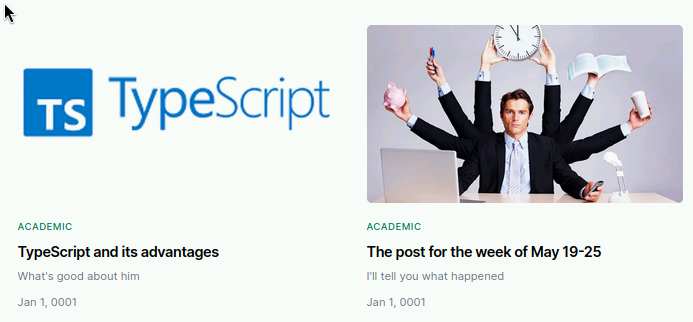 TS TypeScript
ACADEMIC
TypeScript and its advantages
What's good about him
Jan 1, 0001
ACADEMIC
The post for the week of May 19-25
I'll tell you what happened
Jan 1, 0001